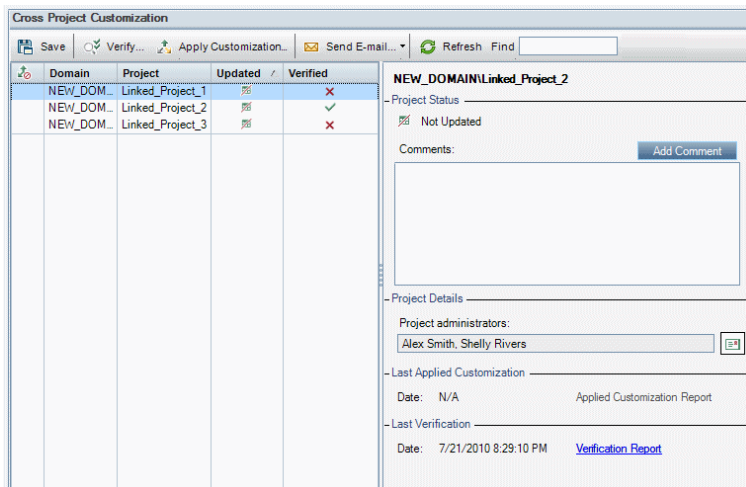 Cross Project Customization
Save Verify... Apply Customization... Send E-mail... Refresh Find
Domain Project Updated Verified
NEW_DOM... Linked_Project_1
NEW_DOM... Linked_Project_2
NEW_DOM... Linked_Project_3
NEW_DOMAIN\Linked_Project_2
Project Status
Not Updated
Comments: Add Comment
Project Details
Project administrators:
Alex Smith, Shelly Rivers
Last Applied Customization
Date: N/A Applied Customization Report
Last Verification
Date: 7/21/2010 8:29:10 PM Verification Report